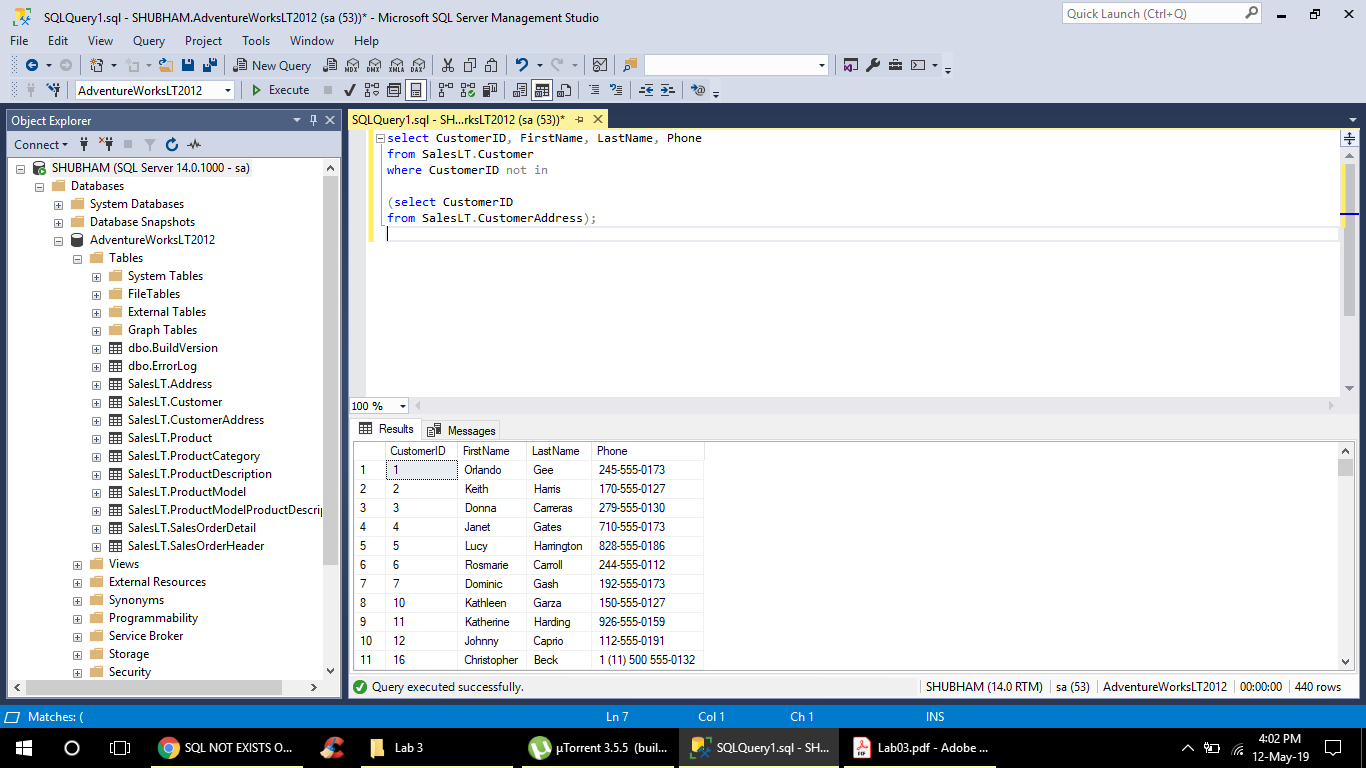 SQLQuery1.sql - SHUBHAM.AdventureWorksLT2012 (sa (53))* - Microsoft SQL Server Management Studio
Quick Launch (Ctrl+Q)
File Edit View Query Project Tools Window Help
New Query MDX DMX XMLA DAX
AdventureWorksLT2012 Execute
Object Explorer
Connect
SHUBHAM (SQL Server 14.0.1000 - sa)
Databases
System Databases
Database Snapshots
AdventureWorksLT2012
Tables
System Tables
FileTables
External Tables
Graph Tables
dbo.BuildVersion
dbo.ErrorLog
SalesLT.Address
SalesLT.Customer
SalesLT.CustomerAddress
SalesLT.Product
SalesLT.ProductCategory
SalesLT.ProductDescription
SalesLT.ProductModel
SalesLT.ProductModelProductDescrip
SalesLT.SalesOrderDetail
SalesLT.SalesOrderHeader
Views
External Resources
Synonyms
Programmability
Service Broker
Storage
Security
SQLQuery1.sql - SH...rksLT2012 (sa (53))*
select CustomerID, FirstName, LastName, Phone
from SalesLT.Customer
where CustomerID not in
(select CustomerID
from SalesLT.CustomerAddress);
100 %
Results Messages
CustomerID FirstName LastName Phone
1 1 Orlando Gee 245-555-0173
2 2 Keith Harris 170-555-0127
3 3 Donna Carreras 279-555-0130
4 4 Janet Gates 710-555-0173
5 5 Lucy Harrington 828-555-0186
6 6 Rosmarie Carroll 244-555-0112
7 7 Dominic Gash 192-555-0173
8 10 Kathleen Garza 150-555-0127
9 11 Katherine Harding 926-555-0159
10 12 Johnny Caprio 112-555-0191
11 16 Christopher Beck 1 (11) 500 555-0132
Query executed successfully. SHUBHAM (14.0 RTM) sa (53) AdventureWorksLT2012 00:00:00 440 rows
Matches: ( Ln 7 Col 1 Ch 1 INS
SQL NOT EXISTS O... Lab 3 µTorrent 3.5.5 (buil... SQLQuery1.sql - SH... Lab03.pdf - Adobe ... 4:02 PM
12-May-19